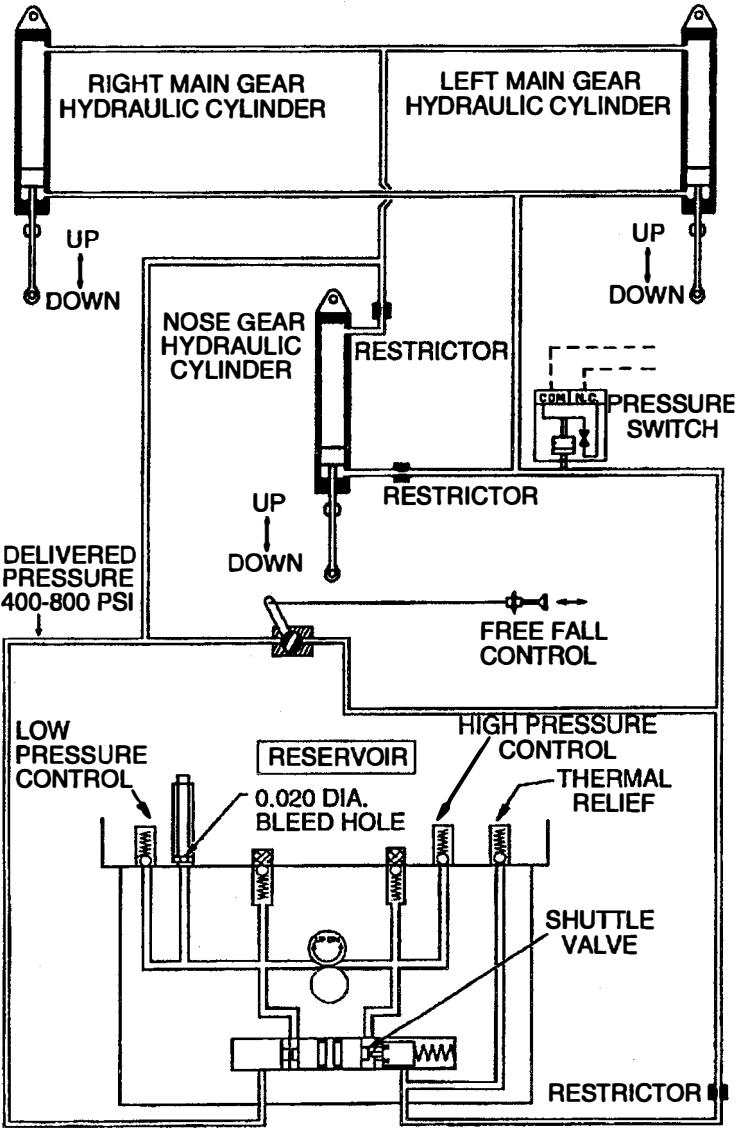 RIGHT MAIN GEAR
HYDRAULIC CYLINDER
LEFT MAIN GEAR
HYDRAULIC CYLINDER
UP
DOWN
UP
DOWN
NOSE GEAR
HYDRAULIC
CYLINDER
RESTRICTOR
COM N.C.
PRESSURE
SWITCH
RESTRICTOR
UP
DOWN
DELIVERED
PRESSURE
400-800 PSI
FREE FALL
CONTROL
LOW
PRESSURE
CONTROL
RESERVOIR
HIGH PRESSURE
CONTROL
0.020 DIA.
BLEED HOLE
THERMAL
RELIEF
SHUTTLE
VALVE
RESTRICTOR